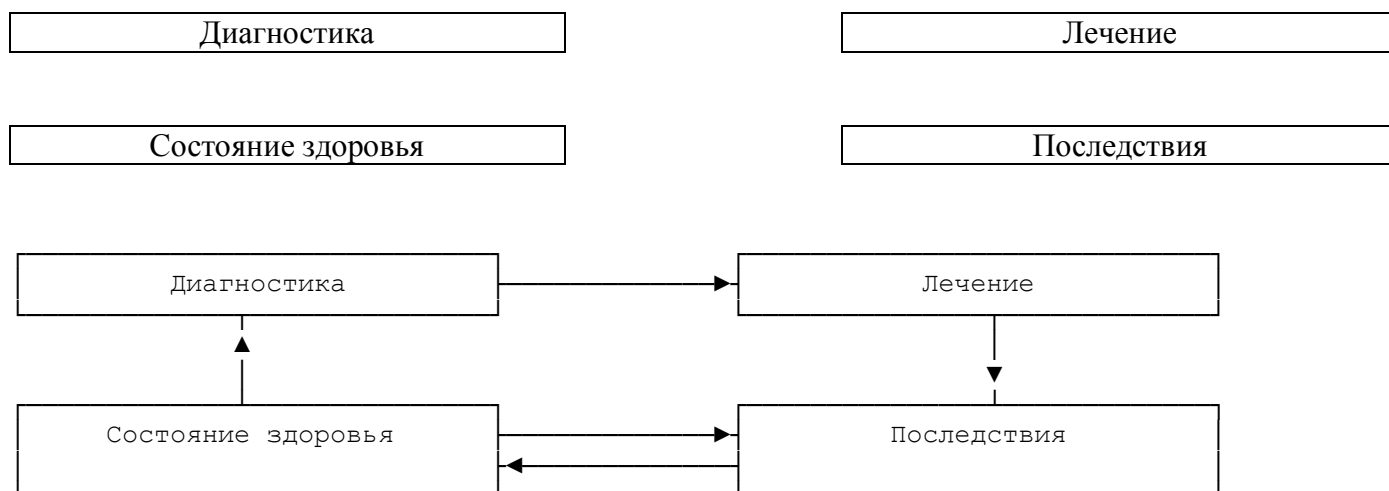 Диагностика Лечение
Состояние здоровья Последствия
Диагностика Лечение
Состояние здоровья Последствия